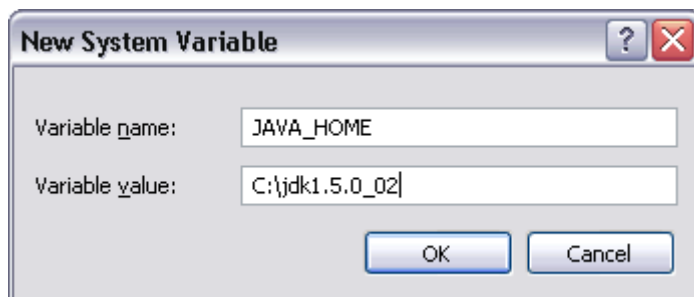 New System Variable
Variable name: JAVA_HOME
Variable value: C:\jdk1.5.0_02
OK Cancel